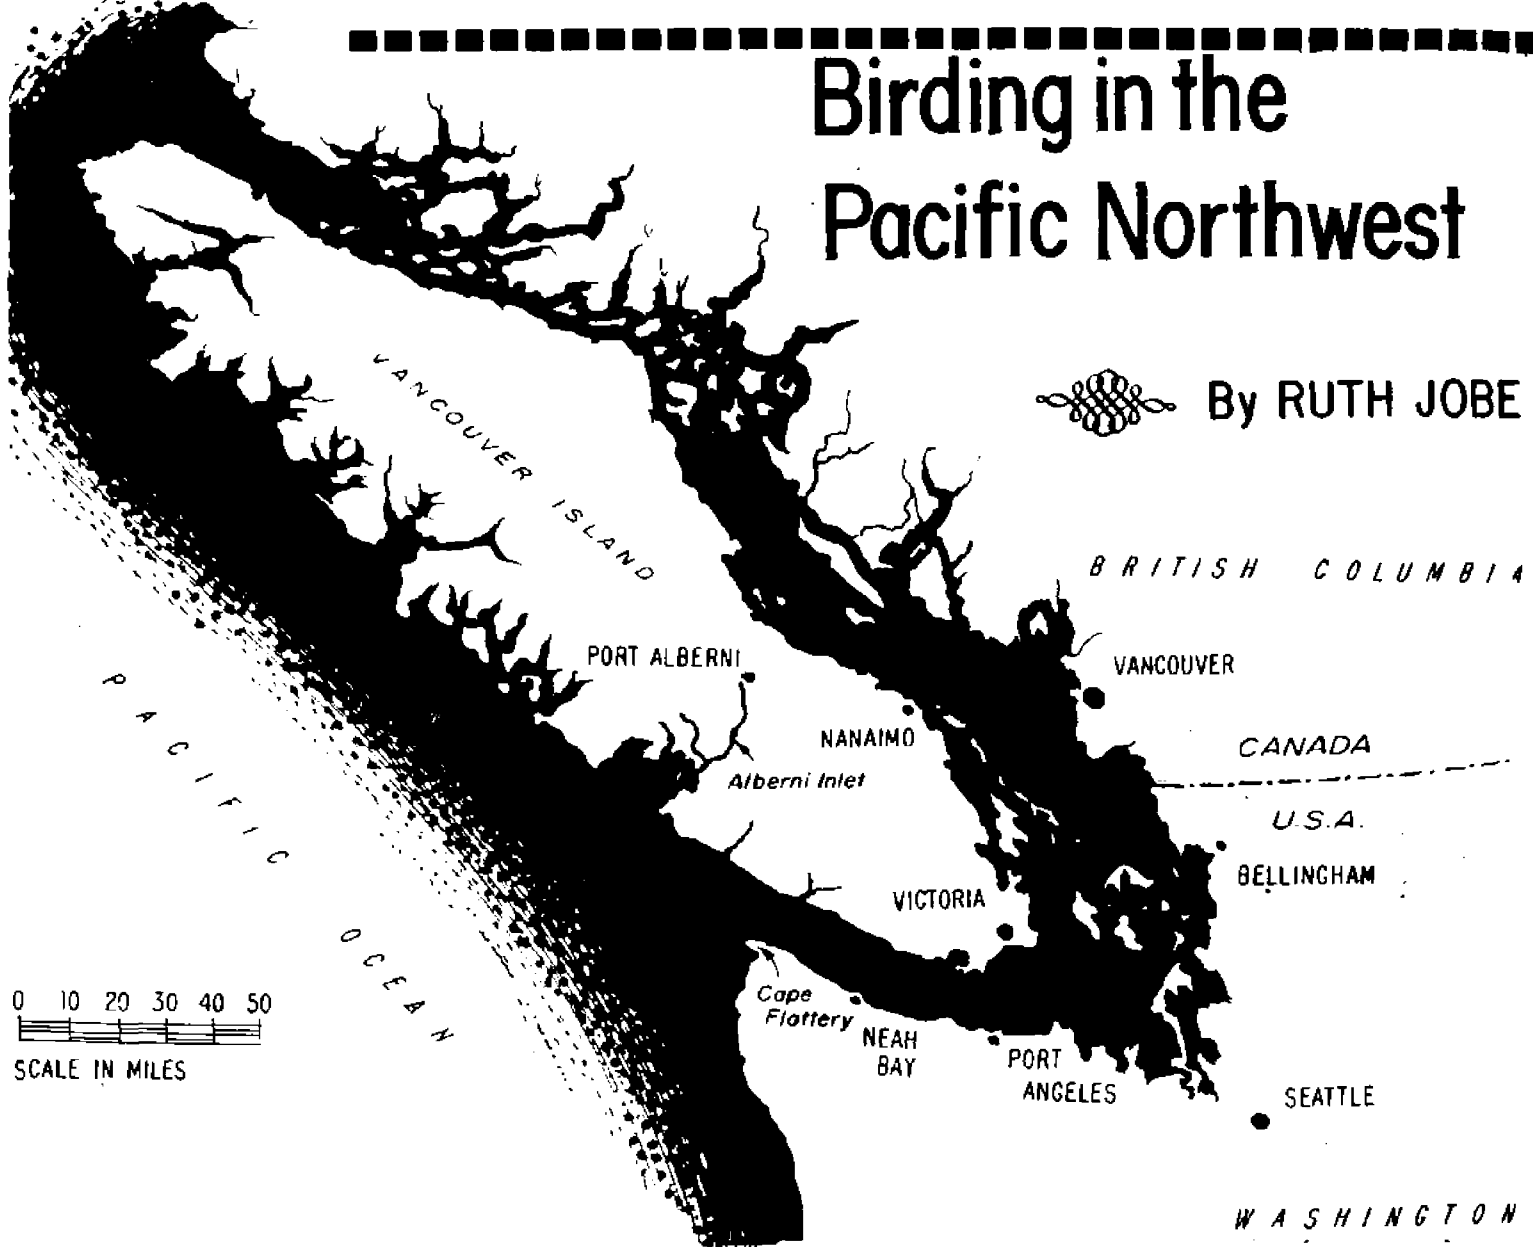 Birding in the
Pacific Northwest
By RUTH JOBE
VANCOUVER ISLAND
BRITISH COLUMBIA
PORT ALBERNI
VANCOUVER
NANAIMO
CANADA
Alberni Inlet
U.S.A.
BELLINGHAM
VICTORIA
PACIFIC OCEAN
Cape
Flattery
0 10 20 30 40 50
SCALE IN MILES
NEAH
BAY
PORT
ANGELES
SEATTLE
WASHINGTON